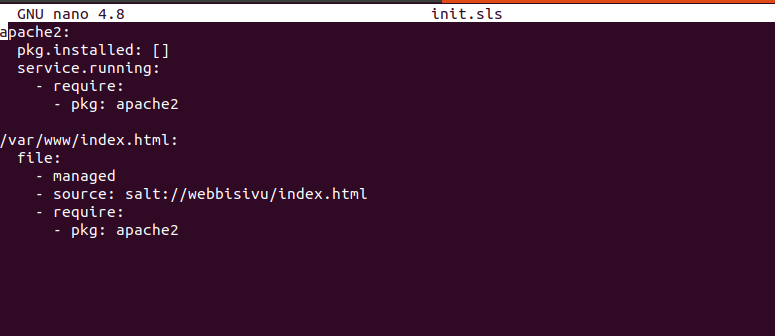 GNU nano 4.8 init.sls
apache2:
  pkg.installed: []
  service.running:
    - require:
      - pkg: apache2

/var/www/index.html:
  file:
    - managed
    - source: salt://webbisivu/index.html
    - require:
      - pkg: apache2